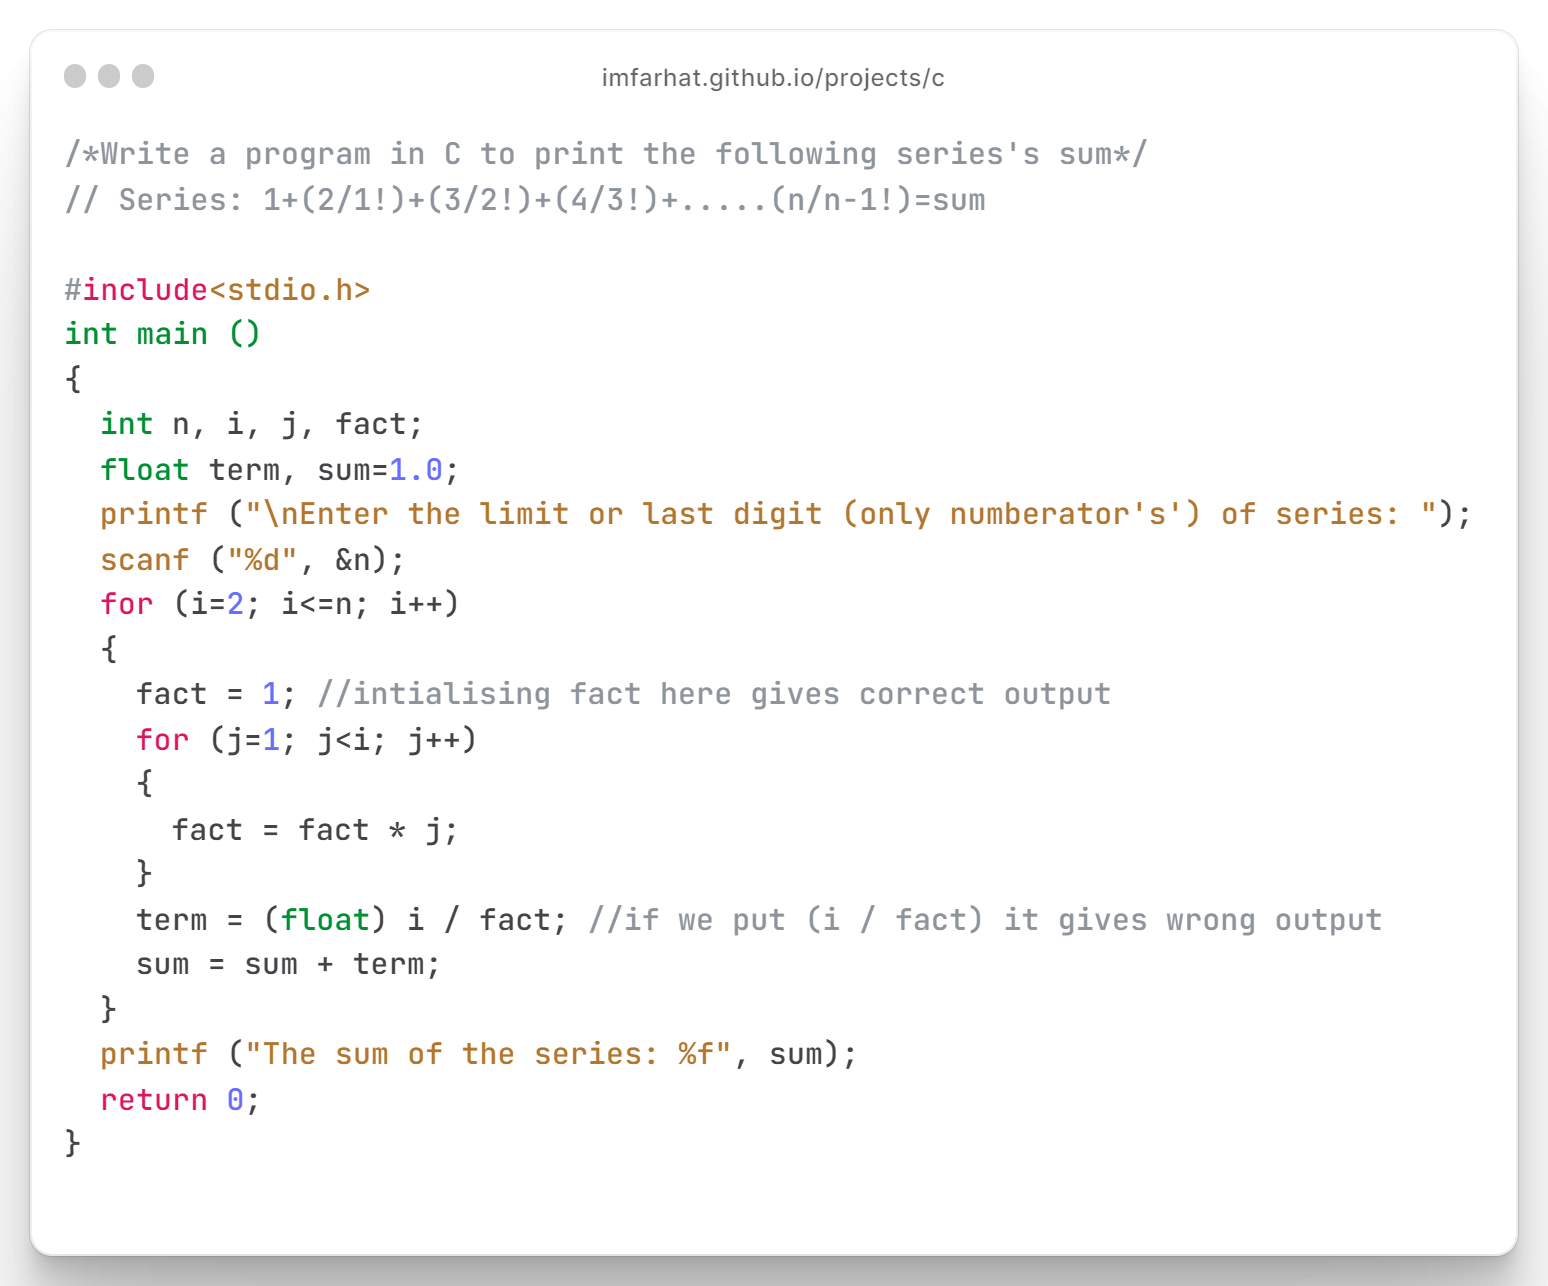 imfarhat.github.io/projects/c
/*Write a program in C to print the following series's sum*/
// Series: 1+(2/1!)+(3/2!)+(4/3!)+.....(n/n-1!)=sum
#include<stdio.h>
int main ()
{
int n, i, j, fact;
float term, sum=1.0;
printf ("\nEnter the limit or last digit (only numberator's') of series: ");
scanf ("%d", &n);
for (i=2; i<=n; i++)
{
fact = 1; //intialising fact here gives correct output
for (j=1; j<i; j++)
{
fact = fact * j;
}
term = (float) i / fact; //if we put (i / fact) it gives wrong output
sum = sum + term;
}
printf ("The sum of the series: %f", sum);
return 0;
}